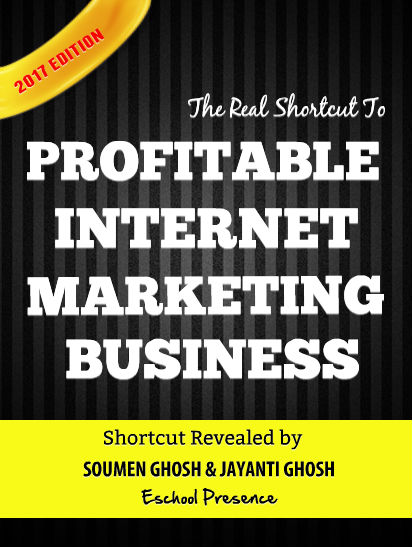 2017 EDITION
The Real Shortcut To
PROFITABLE
INTERNET
MARKETING
BUSINESS
Shortcut Revealed by
SOUMEN GHOSH & JAYANTI GHOSH
Eschool Presence